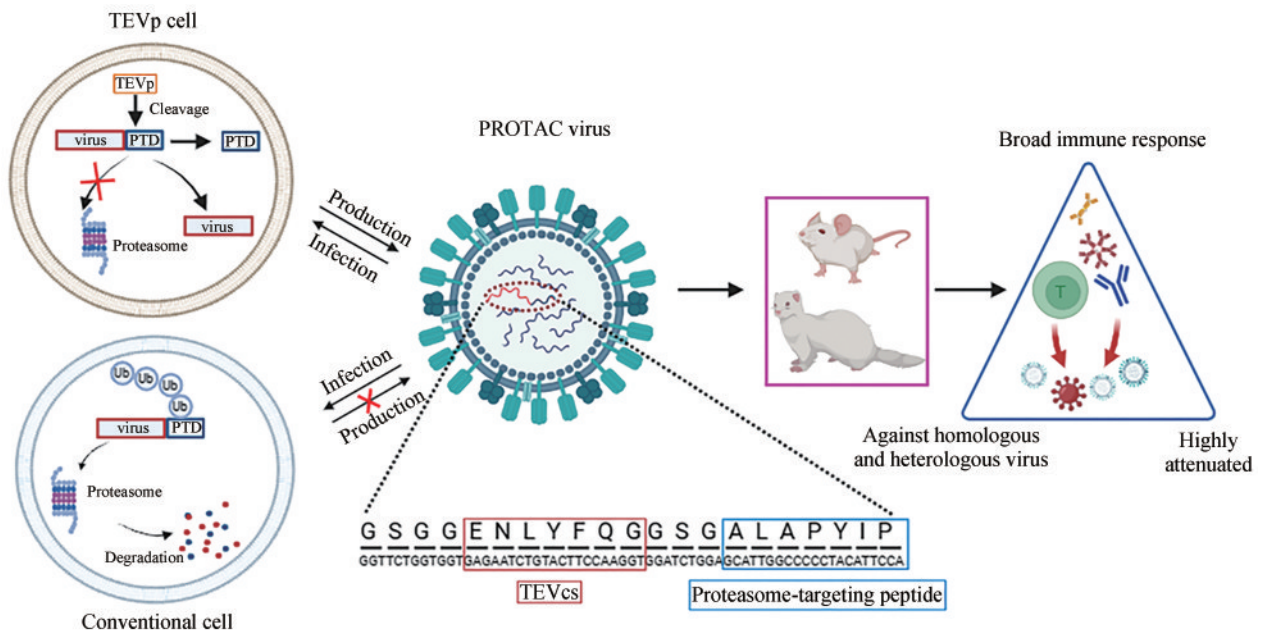 TEVp cell
TEVp
Cleavage
virus
PTD
PTD
virus
Proteasome
Production
Infection
PROTAC virus
Broad immune response
T
Against homologous
and heterologous virus
Highly
attenuated
Ub
Ub
Ub
Ub
virus
PTD
Proteasome
Degradation
Conventional cell
Infection
Production
G S G G E N L Y F Q G G S G A L A P Y I P
GGTTCTGGTGGTGAGAATCTGTACTTCCAAGGTGGATCTGGAGCATTGGCCCCCTACATTCCA
TEVcs
Proteasome-targeting peptide